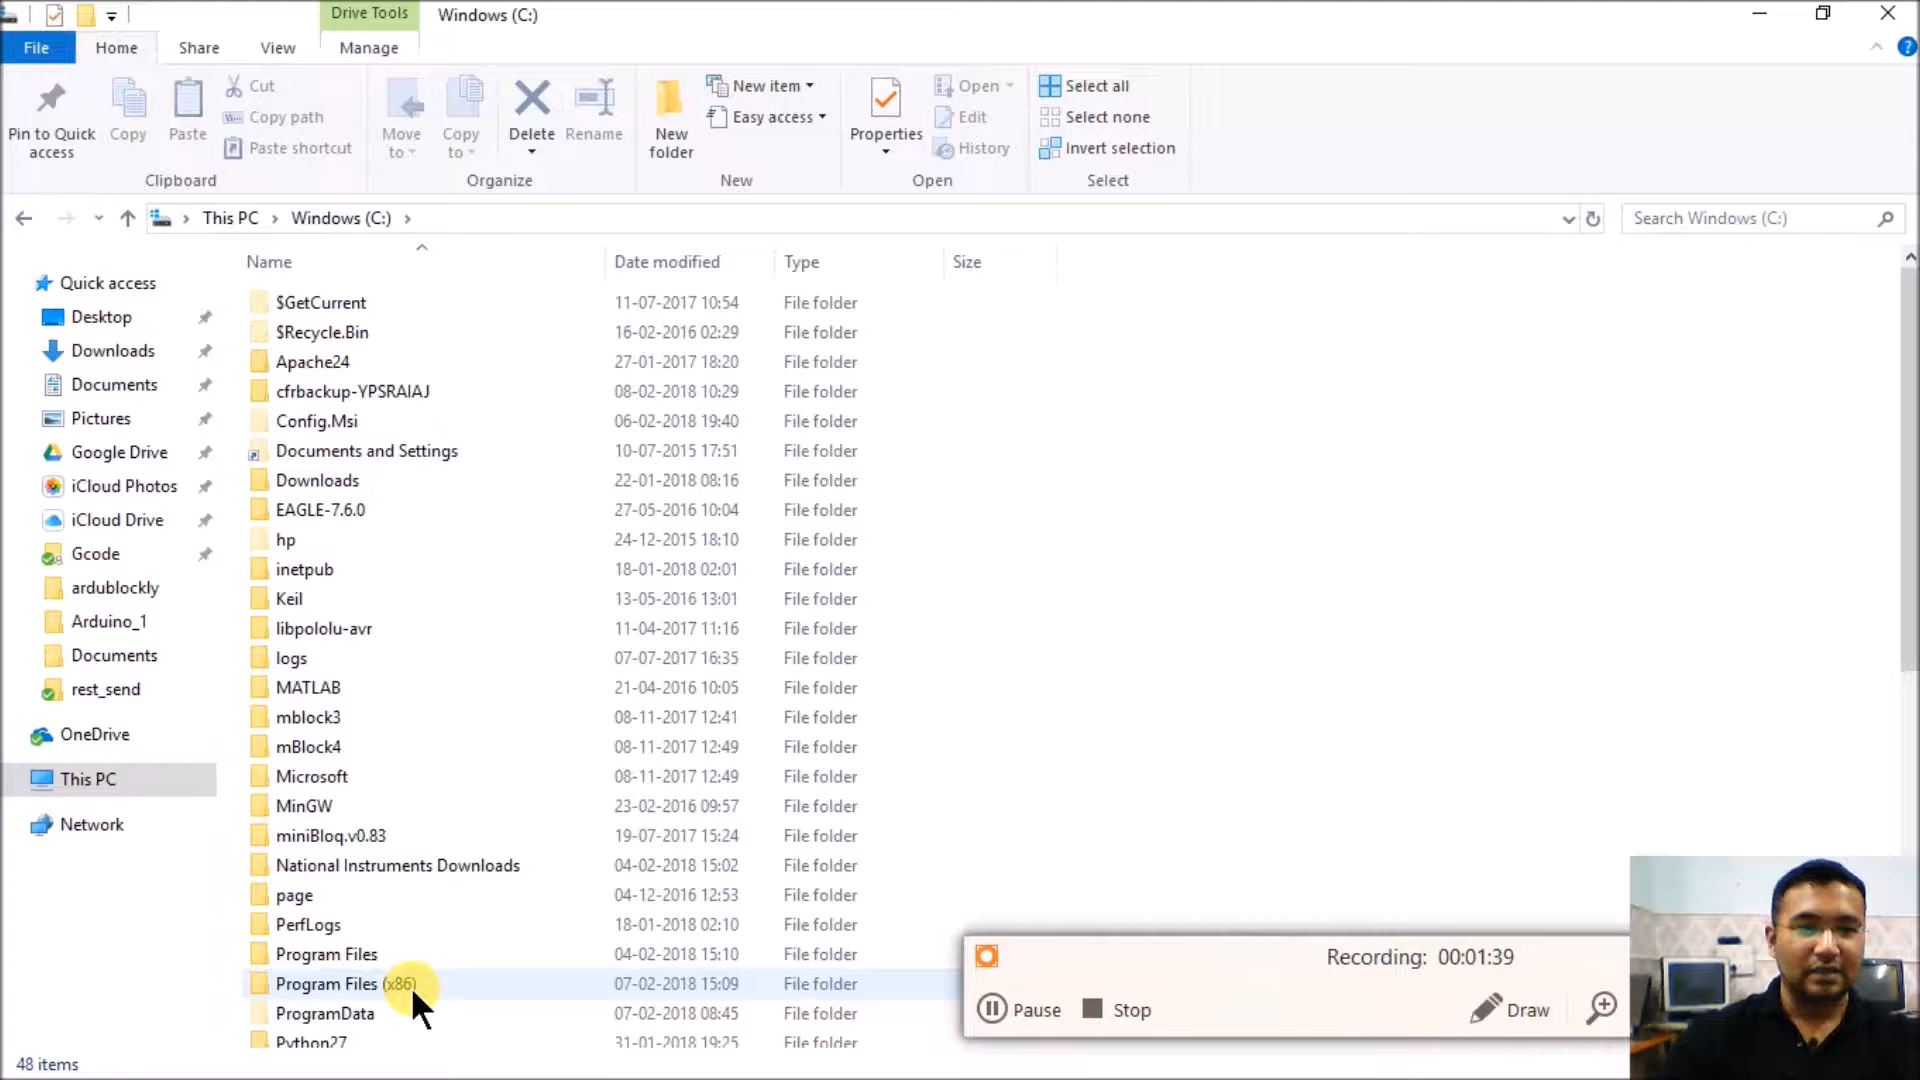 Drive Tools
Windows (C:)
File
Home
Share
View
Manage
Pin to Quick access
Copy
Paste
Cut
Copy path
Paste shortcut
Clipboard
Move to
Copy to
Delete
Rename
Organize
New folder
New item
Easy access
New
Properties
Open
Edit
History
Open
Select all
Select none
Invert selection
Select
This PC
Windows (C:)
Search Windows (C:)
Name
Date modified
Type
Size
Quick access
Desktop
Downloads
Documents
Pictures
Google Drive
iCloud Photos
iCloud Drive
Gcode
ardublockly
Arduino_1
Documents
rest_send
OneDrive
This PC
Network
$GetCurrent 11-07-2017 10:54 File folder
$Recycle.Bin 16-02-2016 02:29 File folder
Apache24 27-01-2017 18:20 File folder
cfrbackup-YPSRAIAJ 08-02-2018 10:29 File folder
Config.Msi 06-02-2018 19:40 File folder
Documents and Settings 10-07-2015 17:51 File folder
Downloads 22-01-2018 08:16 File folder
EAGLE-7.6.0 27-05-2016 10:04 File folder
hp 24-12-2015 18:10 File folder
inetpub 18-01-2018 02:01 File folder
Keil 13-05-2016 13:01 File folder
libpololu-avr 11-04-2017 11:16 File folder
logs 07-07-2017 16:35 File folder
MATLAB 21-04-2016 10:05 File folder
mblock3 08-11-2017 12:41 File folder
mBlock4 08-11-2017 12:49 File folder
Microsoft 08-11-2017 12:49 File folder
MinGW 23-02-2016 09:57 File folder
miniBloq.v0.83 19-07-2017 15:24 File folder
National Instruments Downloads 04-02-2018 15:02 File folder
page 04-12-2016 12:53 File folder
PerfLogs 18-01-2018 02:10 File folder
Program Files 04-02-2018 15:10 File folder
Program Files (x86) 07-02-2018 15:09 File folder
ProgramData 07-02-2018 08:45 File folder
Python27 31-01-2018 19:25 File folder
48 items
Recording: 00:01:39
Pause
Stop
Draw